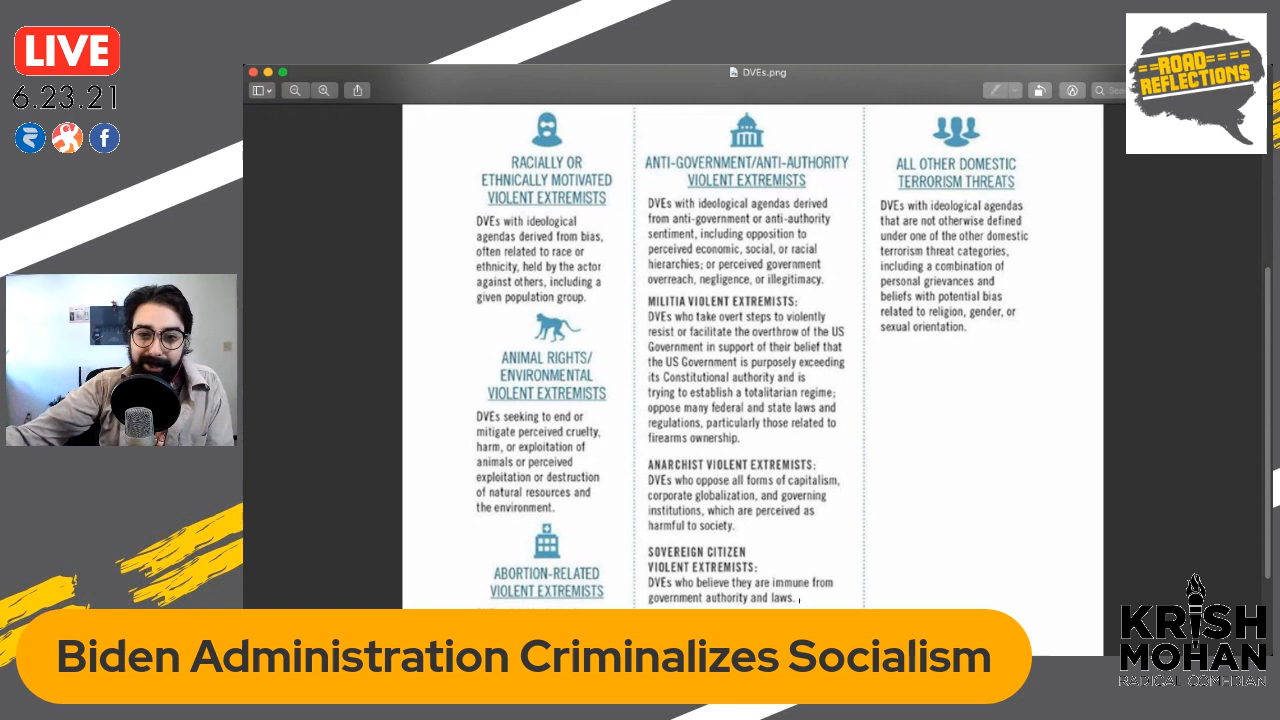 LIVE
6.23.21
DVEs.png
==ROAD====
REFLECTIONS
RACIALLY OR
ETHNICALLY MOTIVATED
VIOLENT EXTREMISTS
DVEs with ideological
agendas derived from bias,
often related to race or
ethnicity, held by the actor
against others, including a
given population group.
ANIMAL RIGHTS/
ENVIRONMENTAL
VIOLENT EXTREMISTS
DVEs seeking to end or
mitigate perceived cruelty,
harm, or exploitation of
animals or perceived
exploitation or destruction
of natural resources and
the environment.
ABORTION-RELATED
VIOLENT EXTREMISTS
ANTI-GOVERNMENT/ANTI-AUTHORITY
VIOLENT EXTREMISTS
DVEs with ideological agendas derived
from anti-government or anti-authority
sentiment, including opposition to
perceived economic, social, or racial
hierarchies; or perceived government
overreach, negligence, or illegitimacy.
MILITIA VIOLENT EXTREMISTS:
DVEs who take overt steps to violently
resist or facilitate the overthrow of the US
Government in support of their belief that
the US Government is purposely exceeding
its Constitutional authority and is
trying to establish a totalitarian regime;
oppose many federal and state laws and
regulations, particularly those related to
firearms ownership.
ANARCHIST VIOLENT EXTREMISTS:
DVEs who oppose all forms of capitalism,
corporate globalization, and governing
institutions, which are perceived as
harmful to society.
SOVEREIGN CITIZEN
VIOLENT EXTREMISTS:
DVEs who believe they are immune from
government authority and laws.
ALL OTHER DOMESTIC
TERRORISM THREATS
DVEs with ideological agendas
that are not otherwise defined
under one of the other domestic
terrorism threat categories,
including a combination of
personal grievances and
beliefs with potential bias
related to religion, gender, or
sexual orientation.
Biden Administration Criminalizes Socialism
KRISH
MOHAN
RADICAL COMEDIAN